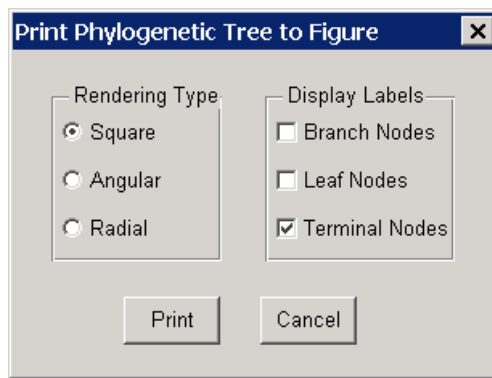 Print Phylogenetic Tree to Figure
Rendering Type
Square
Angular
Radial
Display Labels
Branch Nodes
Leaf Nodes
Terminal Nodes
Print
Cancel